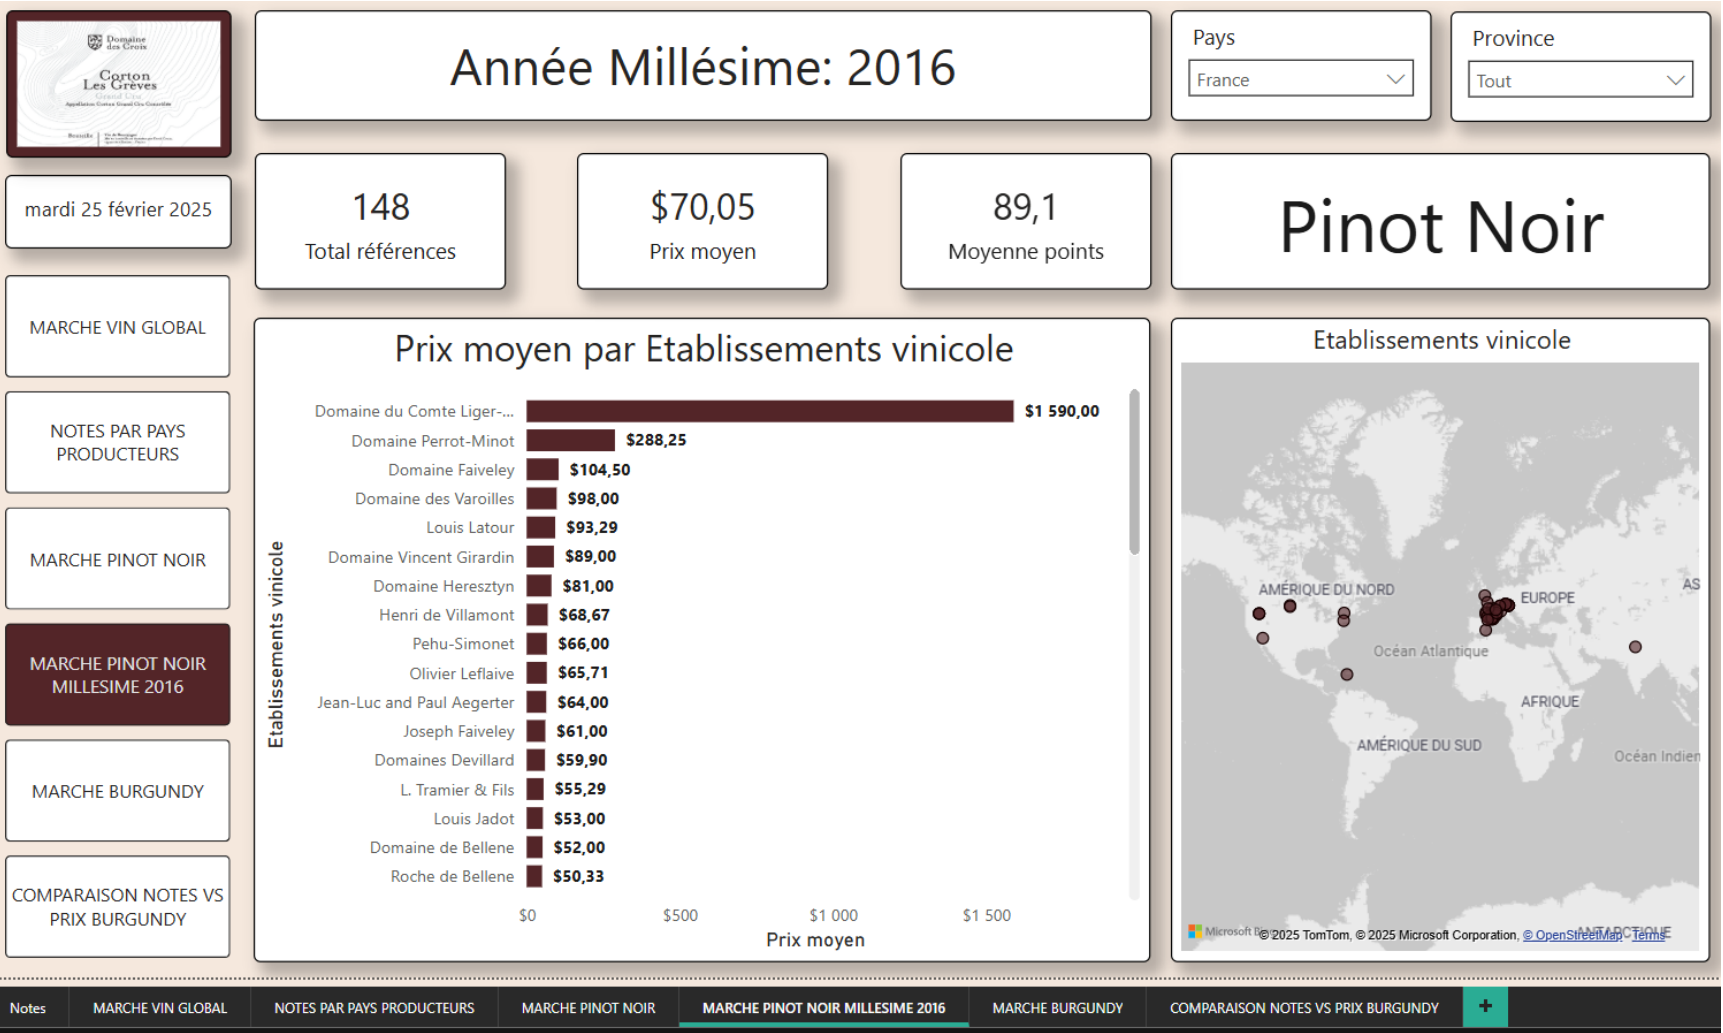 Domaine
des Croix
Corton
Les Grèves
Grand Cru
Appellation Corton Grand Cru Contrôlée
Année Millésime: 2016
Pays
France
Province
Tout
mardi 25 février 2025
148
Total références
$70,05
Prix moyen
89,1
Moyenne points
Pinot Noir
MARCHE VIN GLOBAL
NOTES PAR PAYS
PRODUCTEURS
MARCHE PINOT NOIR
MARCHE PINOT NOIR
MILLESIME 2016
MARCHE BURGUNDY
COMPARAISON NOTES VS
PRIX BURGUNDY
Prix moyen par Etablissements vinicole
Etablissements vinicole
Domaine du Comte Liger-... $1 590,00
Domaine Perrot-Minot $288,25
Domaine Faiveley $104,50
Domaine des Varoilles $98,00
Louis Latour $93,29
Domaine Vincent Girardin $89,00
Domaine Heresztyn $81,00
Henri de Villamont $68,67
Pehu-Simonet $66,00
Olivier Leflaive $65,71
Jean-Luc and Paul Aegerter $64,00
Joseph Faiveley $61,00
Domaines Devillard $59,90
L. Tramier & Fils $55,29
Louis Jadot $53,00
Domaine de Bellene $52,00
Roche de Bellene $50,33
$0 $500 $1 000 $1 500
Prix moyen
Etablissements vinicole
AMÉRIQUE DU NORD
EUROPE
AS
Océan Atlantique
AFRIQUE
AMÉRIQUE DU SUD
Océan Indien
ANTARCTIQUE
Microsoft Bi
© 2025 TomTom, © 2025 Microsoft Corporation, © OpenStreetMap Terms
Notes MARCHE VIN GLOBAL NOTES PAR PAYS PRODUCTEURS MARCHE PINOT NOIR MARCHE PINOT NOIR MILLESIME 2016 MARCHE BURGUNDY COMPARAISON NOTES VS PRIX BURGUNDY +